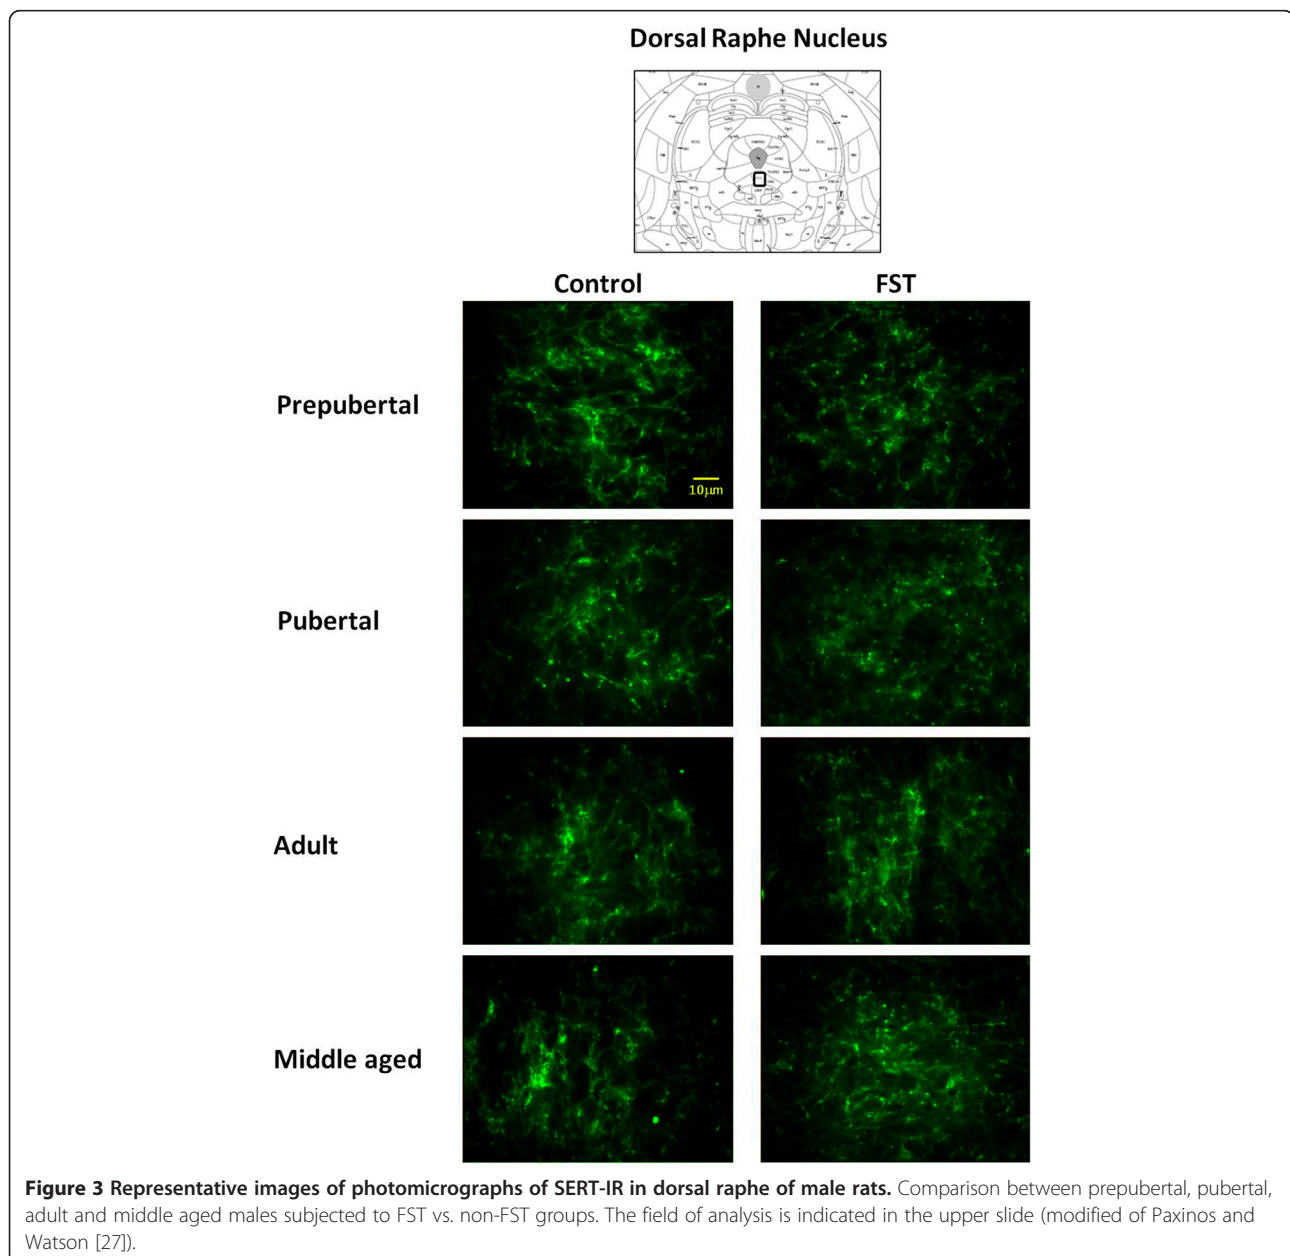 Dorsal Raphe Nucleus
Control FST
Prepubertal
10μm
Pubertal
Adult
Middle aged
Figure 3 Representative images of photomicrographs of SERT-IR in dorsal raphe of male rats. Comparison between prepubertal, pubertal,
adult and middle aged males subjected to FST vs. non-FST groups. The field of analysis is indicated in the upper slide (modified of Paxinos and
Watson [27]).